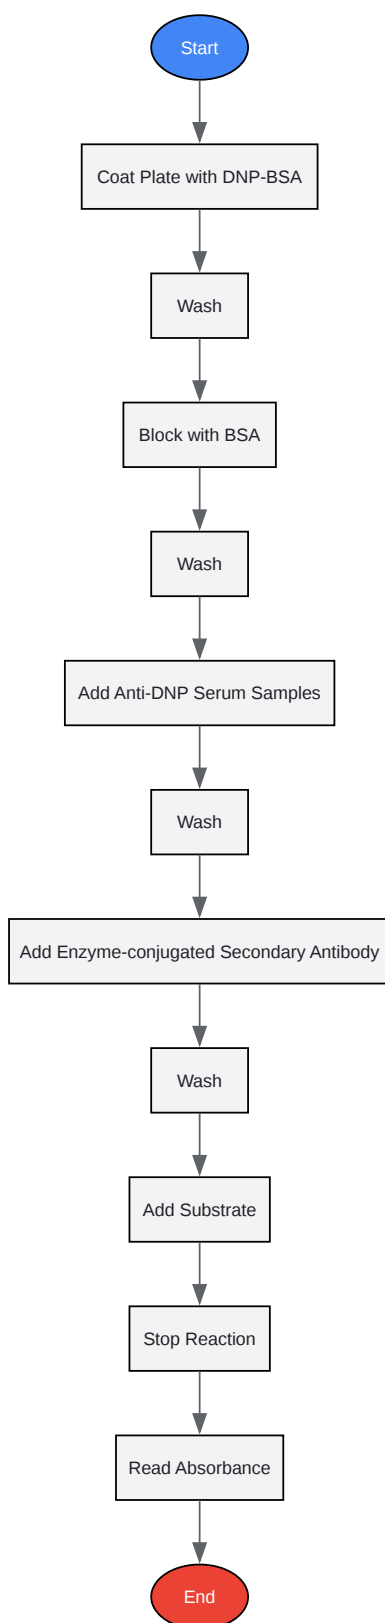 Start
Coat Plate with DNP-BSA
Wash
Block with BSA
Wash
Add Anti-DNP Serum Samples
Wash
Add Enzyme-conjugated Secondary Antibody
Wash
Add Substrate
Stop Reaction
Read Absorbance
End